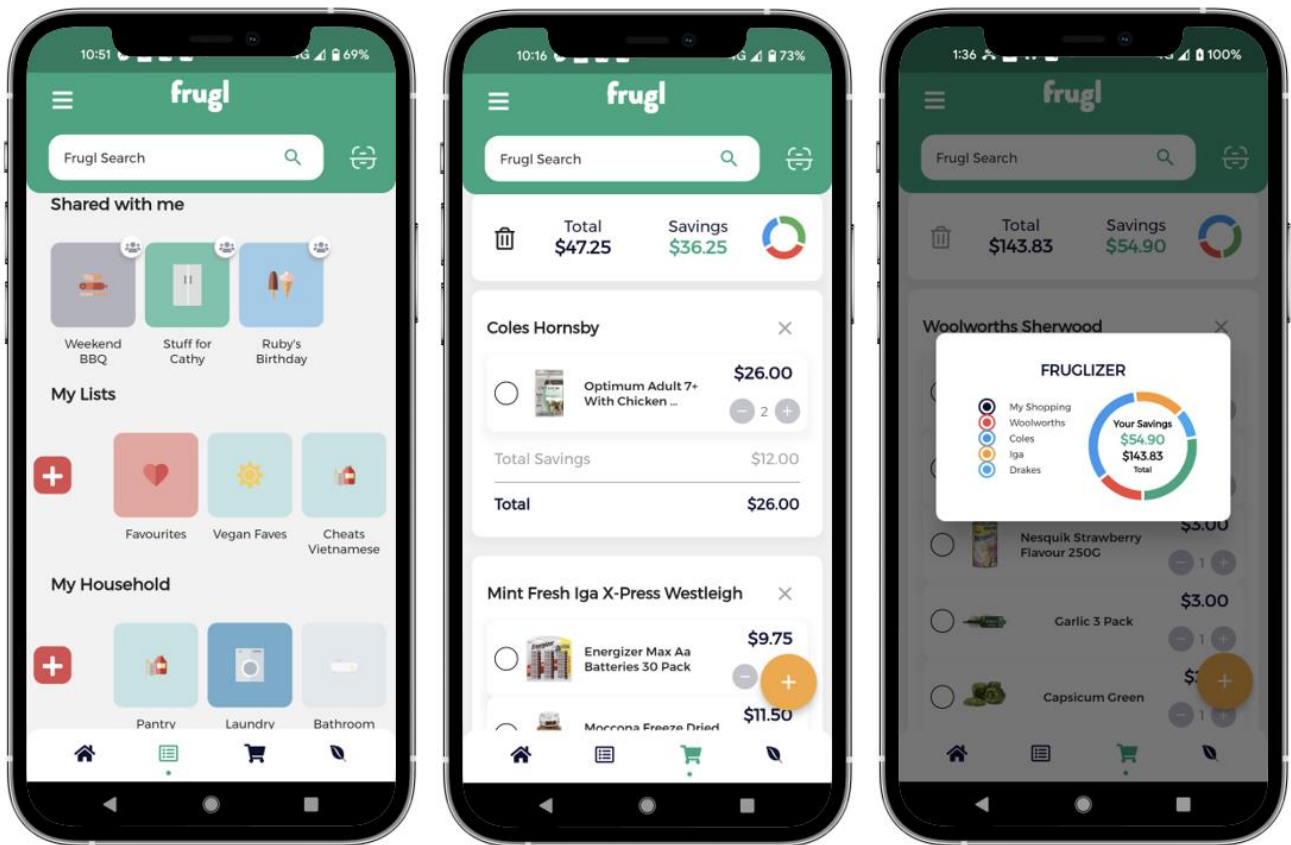 10:51
4G 69%
frugl
Frugl Search
Shared with me
Weekend
BBQ
Stuff for
Cathy
Ruby's
Birthday
My Lists
Favourites
Vegan Faves
Cheats
Vietnamese
My Household
Pantry
Laundry
Bathroom
10:16
4G 73%
frugl
Frugl Search
Total
$47.25
Savings
$36.25
Coles Hornsby
Optimum Adult 7+
With Chicken ...
$26.00
2
Total Savings $12.00
Total $26.00
Mint Fresh Iga X-Press Westleigh
Energizer Max Aa
Batteries 30 Pack
$9.75
Moccona Freeze Dried
$11.50
1:36
4G 100%
frugl
Frugl Search
Total
$143.83
Savings
$54.90
Woolworths Sherwood
FRUGLIZER
My Shopping
Woolworths
Coles
Iga
Drakes
Your Savings
$54.90
$143.83
Total
Nesquik Strawberry
Flavour 250G
$3.00
1
Garlic 3 Pack
$3.00
1
Capsicum Green
1